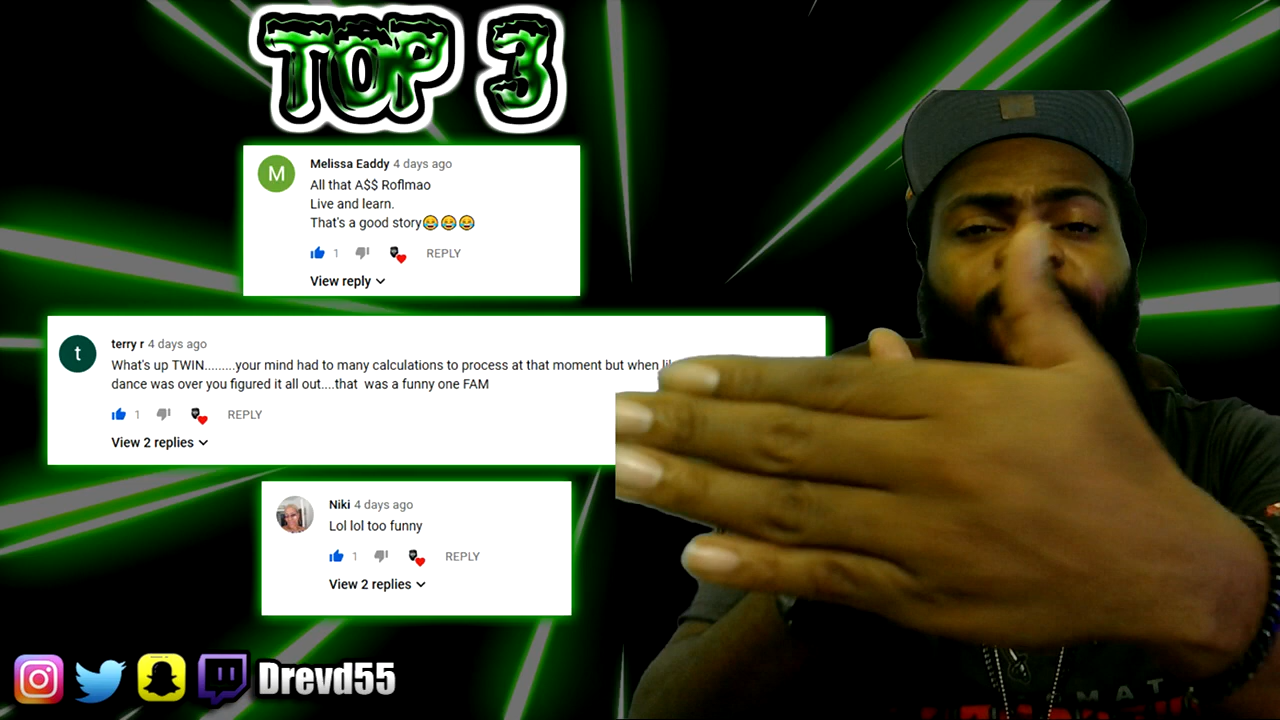 TOP 3
M
Melissa Eaddy 4 days ago
All that A$$ Roflmao
Live and learn.
That's a good story😂😂😂
1 REPLY
View reply
t
terry r 4 days ago
What's up TWIN.........your mind had to many calculations to process at that moment but when
dance was over you figured it all out....that was a funny one FAM
1 REPLY
View 2 replies
Niki 4 days ago
Lol lol too funny
1 REPLY
View 2 replies
Drevd55